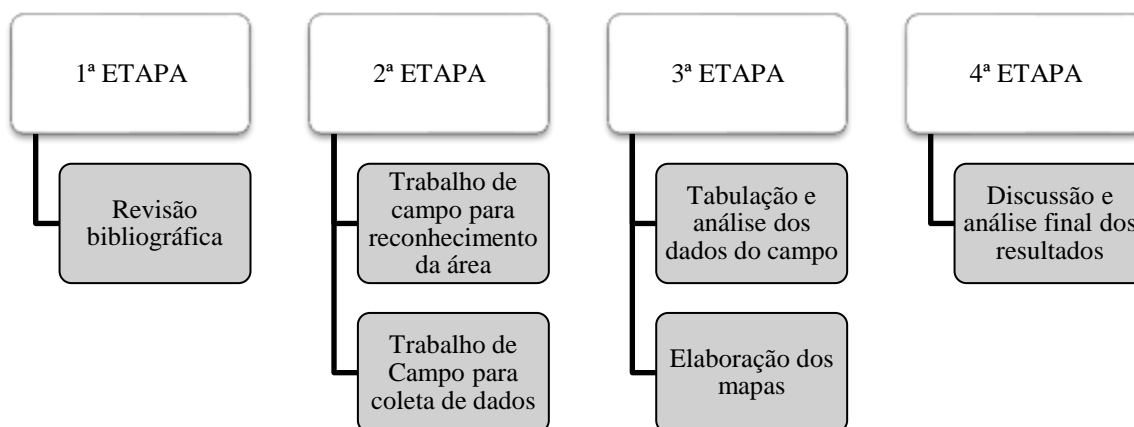 1ª ETAPA
Revisão
bibliográfica
2ª ETAPA
Trabalho de
campo para
reconhecimento
da área
Trabalho de
Campo para
coleta de dados
3ª ETAPA
Tabulação e
análise dos
dados do campo
Elaboração dos
mapas
4ª ETAPA
Discussão e
análise final dos
resultados